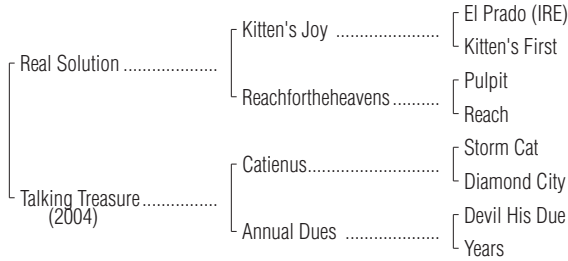 El Prado (IRE)
Kitten's Joy ....................
Kitten's First
Real Solution ...................
Pulpit
Reachfortheheavens ..........
Reach
Storm Cat
Catienus..........................
Diamond City
Talking Treasure ...............
(2004)
Devil His Due
Annual Dues ...................
Years